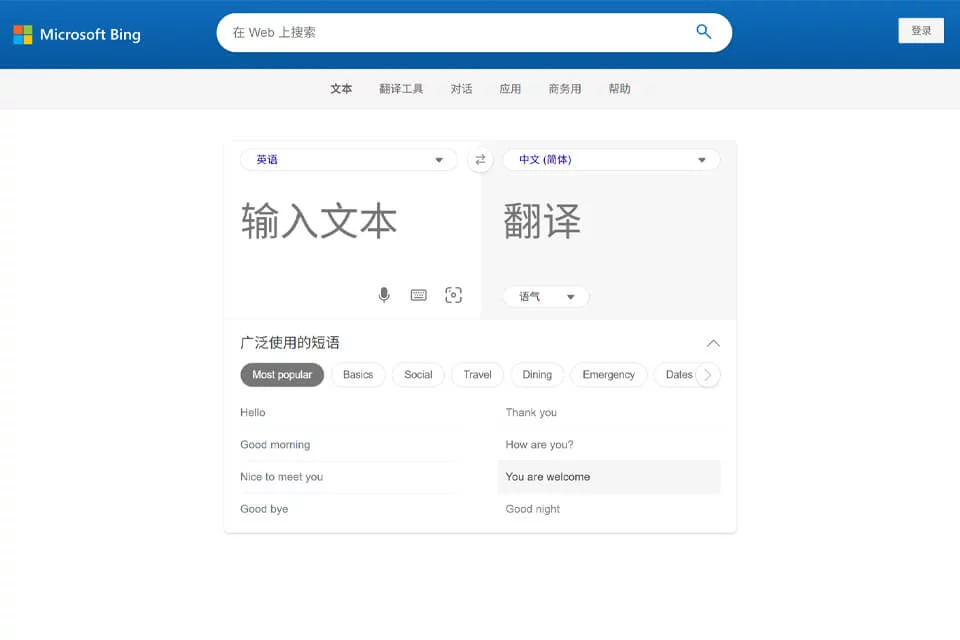 Microsoft Bing
在 Web 上搜索
登录
文本 翻译工具 对话 应用 商务用 帮助
英语 中文 (简体)
输入文本 翻译
语气
广泛使用的短语
Most popular Basics Social Travel Dining Emergency Dates
Hello Thank you
Good morning How are you?
Nice to meet you You are welcome
Good bye Good night